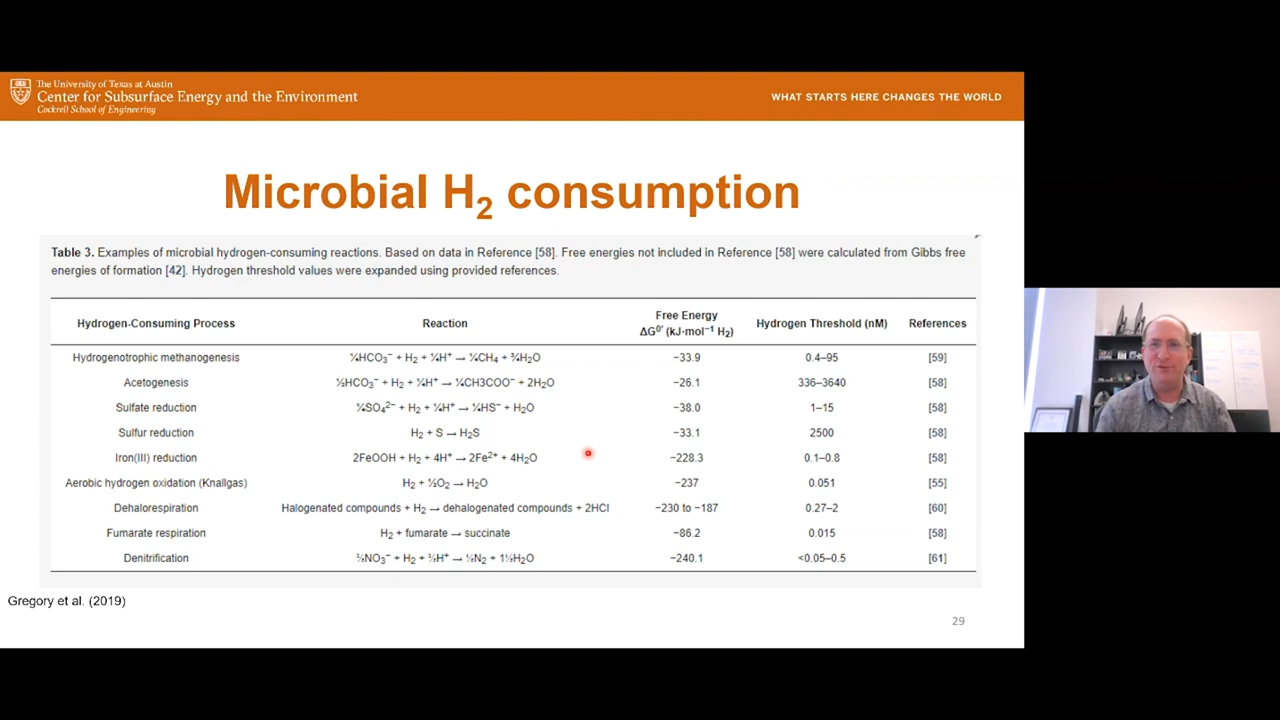 The University of Texas at Austin
Center for Subsurface Energy and the Environment
Cockrell School of Engineering
WHAT STARTS HERE CHANGES THE WORLD
Microbial H₂ consumption
Table 3. Examples of microbial hydrogen-consuming reactions. Based on data in Reference [58]. Free energies not included in Reference [58] were calculated from Gibbs free
energies of formation [42]. Hydrogen threshold values were expanded using provided references.
Hydrogen-Consuming Process Reaction Free Energy ΔG⁰′ (kJ·mol⁻¹ H₂) Hydrogen Threshold (nM) References
Hydrogenotrophic methanogenesis ¼HCO₃⁻ + H₂ + ¼H⁺ → ¼CH₄ + ¾H₂O −33.9 0.4–95 [59]
Acetogenesis ½HCO₃⁻ + H₂ + ¼H⁺ → ¼CH3COO⁻ + 2H₂O −26.1 336–3640 [58]
Sulfate reduction ¼SO₄²⁻ + H₂ + ¼H⁺ → ¼HS⁻ + H₂O −38.0 1–15 [58]
Sulfur reduction H₂ + S → H₂S −33.1 2500 [58]
Iron(III) reduction 2FeOOH + H₂ + 4H⁺ → 2Fe²⁺ + 4H₂O −228.3 0.1–0.8 [58]
Aerobic hydrogen oxidation (Knallgas) H₂ + ½O₂ → H₂O −237 0.051 [55]
Dehalorespiration Halogenated compounds + H₂ → dehalogenated compounds + 2HCl −230 to −187 0.27–2 [60]
Fumarate respiration H₂ + fumarate → succinate −86.2 0.015 [58]
Denitrification ⅖NO₃⁻ + H₂ + ⅖H⁺ → ⅕N₂ + 1⅕H₂O −240.1 <0.05–0.5 [61]
Gregory et al. (2019)
29